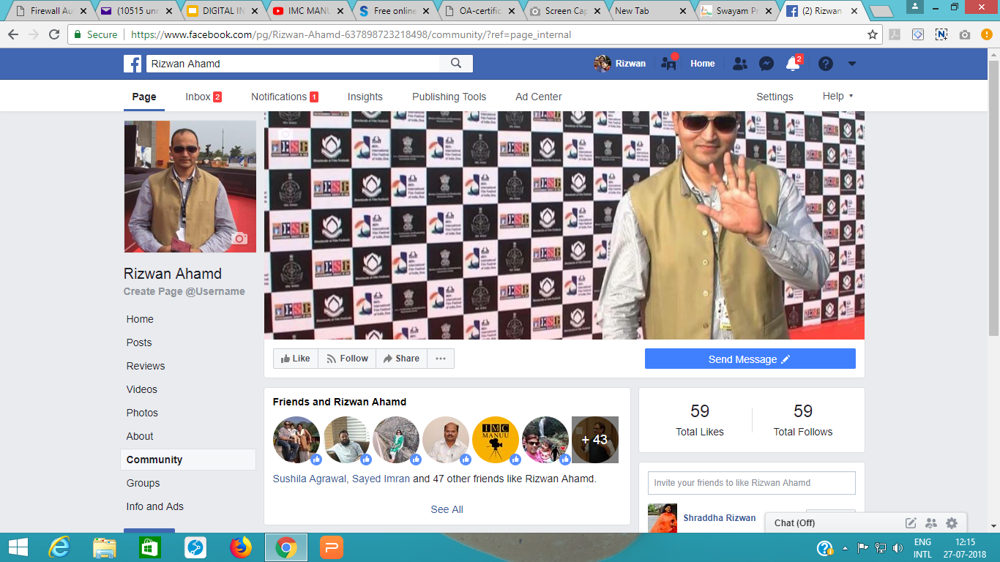 Firewall Au
(10515 unr
DIGITAL IN
IMC MANU
Free online
OA-certific
Screen Cap
New Tab
Swayam Pr
(2) Rizwan
Secure
https://www.facebook.com/pg/Rizwan-Ahamd-637898723218498/community/?ref=page_internal
Rizwan Ahamd
Rizwan
Home
2
Page
Inbox 2
Notifications 1
Insights
Publishing Tools
Ad Center
Settings
Help
Rizwan Ahamd
Create Page @Username
Home
Posts
Reviews
Videos
Photos
About
Community
Groups
Info and Ads
ESG
Like
Follow
Share
Send Message
Friends and Rizwan Ahamd
IMC
MANUU
+ 43
Sushila Agrawal, Sayed Imran and 47 other friends like Rizwan Ahamd.
See All
59
Total Likes
59
Total Follows
Invite your friends to like Rizwan Ahamd
Shraddha Rizwan
Chat (Off)
ENG
INTL
12:15
27-07-2018